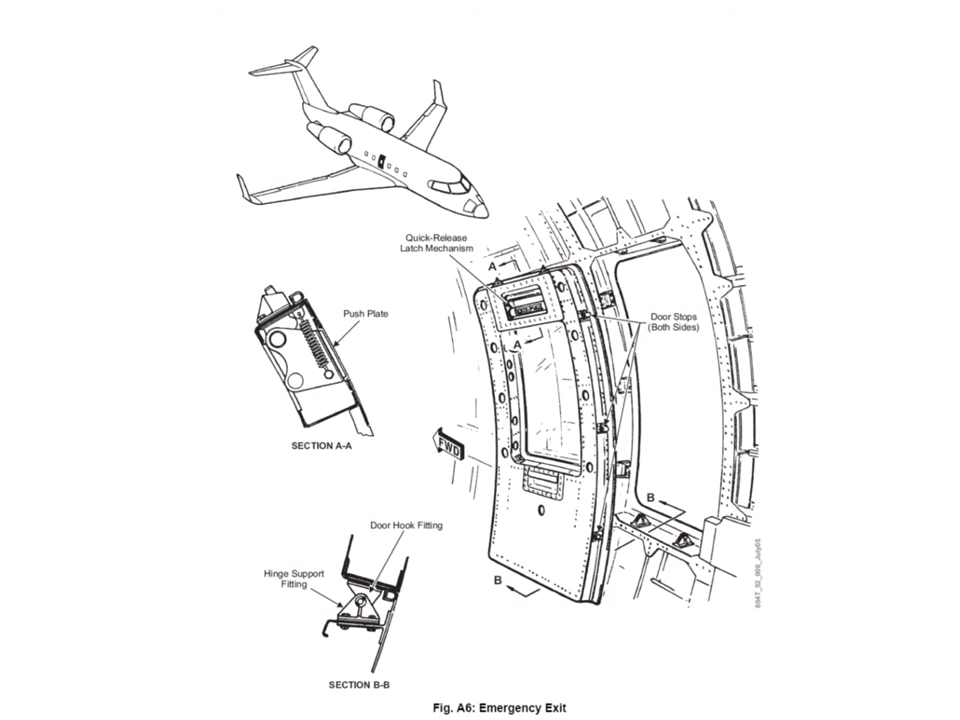 Quick-Release
Latch Mechanism
A
Push Plate
Door Stops
(Both Sides)
A
SECTION A-A
FWD
B
Door Hook Fitting
Hinge Support
Fitting
B
SECTION B-B
604T_52_006_July05
Fig. A6: Emergency Exit